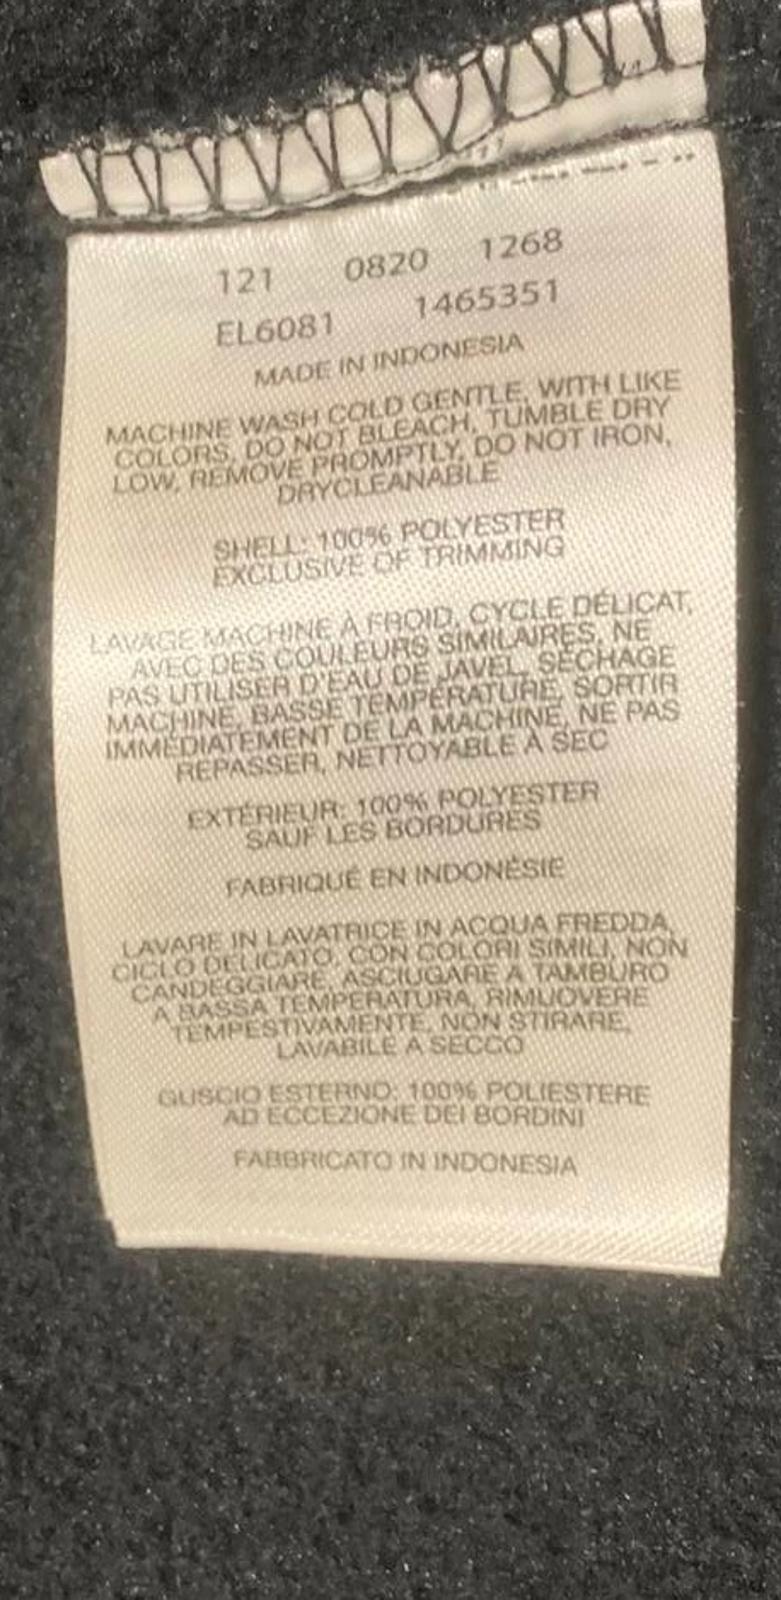 121 0820 1268
EL6081 1465351
MADE IN INDONESIA
MACHINE WASH COLD GENTLE, WITH LIKE
COLORS, DO NOT BLEACH, TUMBLE DRY
LOW, REMOVE PROMPTLY, DO NOT IRON,
DRYCLEANABLE
SHELL: 100% POLYESTER
EXCLUSIVE OF TRIMMING
LAVAGE MACHINE À FROID, CYCLE DÉLICAT,
AVEC DES COULEURS SIMILAIRES, NE
PAS UTILISER D'EAU DE JAVEL, SÉCHAGE
MACHINE, BASSE TEMPÉRATURE, SORTIR
IMMÉDIATEMENT DE LA MACHINE, NE PAS
REPASSER, NETTOYABLE À SEC
EXTÉRIEUR: 100% POLYESTER
SAUF LES BORDURES
FABRIQUÉ EN INDONÉSIE
LAVARE IN LAVATRICE IN ACQUA FREDDA,
CICLO DELICATO, CON COLORI SIMILI, NON
CANDEGGIARE, ASCIUGARE A TAMBURO
A BASSA TEMPERATURA, RIMUOVERE
TEMPESTIVAMENTE, NON STIRARE,
LAVABILE A SECCO
GUSCIO ESTERNO: 100% POLIESTERE
AD ECCEZIONE DEI BORDINI
FABBRICATO IN INDONESIA